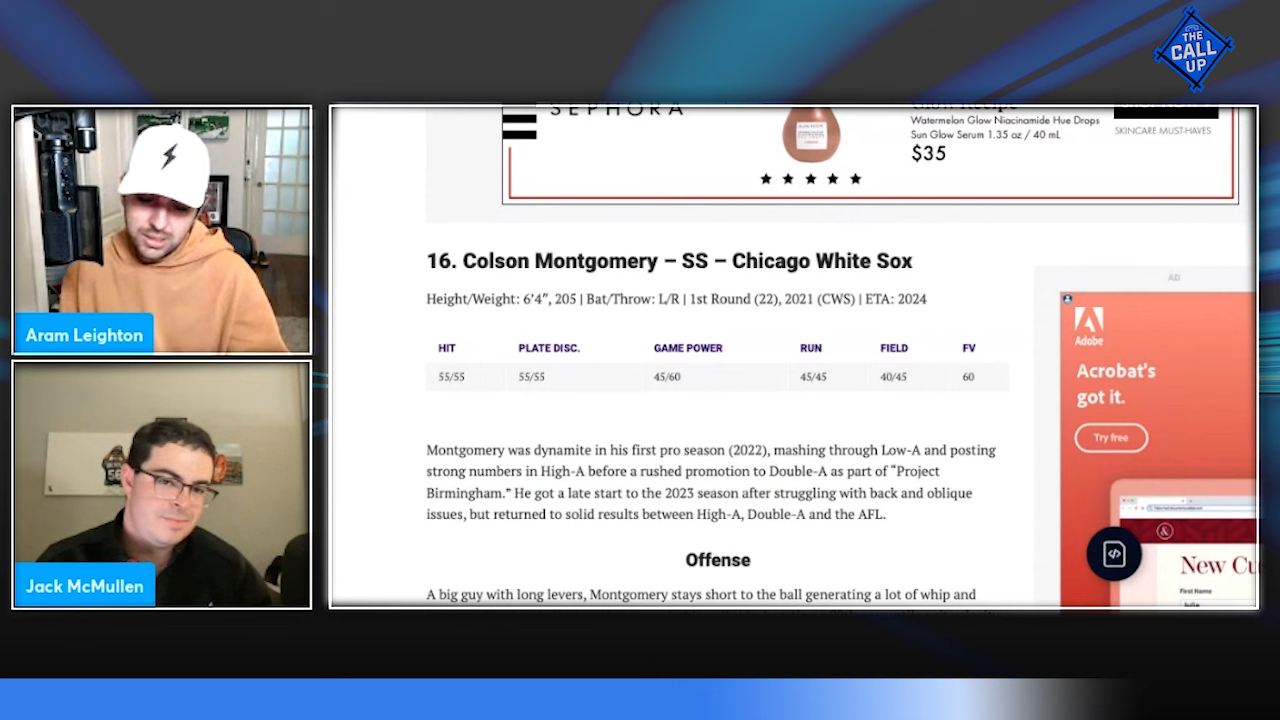 THE
CALL
UP
Aram Leighton
Jack McMullen
SEPHORA
Glow Recipe
Watermelon Glow Niacinamide Hue Drops
Sun Glow Serum 1.35 oz / 40 mL
$35
SKINCARE MUST-HAVES
16. Colson Montgomery – SS – Chicago White Sox
Height/Weight: 6'4", 205 | Bat/Throw: L/R | 1st Round (22), 2021 (CWS) | ETA: 2024
HIT PLATE DISC. GAME POWER RUN FIELD FV
55/55 55/55 45/60 45/45 40/45 60
Montgomery was dynamite in his first pro season (2022), mashing through Low-A and posting
strong numbers in High-A before a rushed promotion to Double-A as part of “Project
Birmingham.” He got a late start to the 2023 season after struggling with back and oblique
issues, but returned to solid results between High-A, Double-A and the AFL.
Offense
A big guy with long levers, Montgomery stays short to the ball generating a lot of whip and
AD
Adobe
Acrobat's
got it.
Try free
&
New Cu
First Name